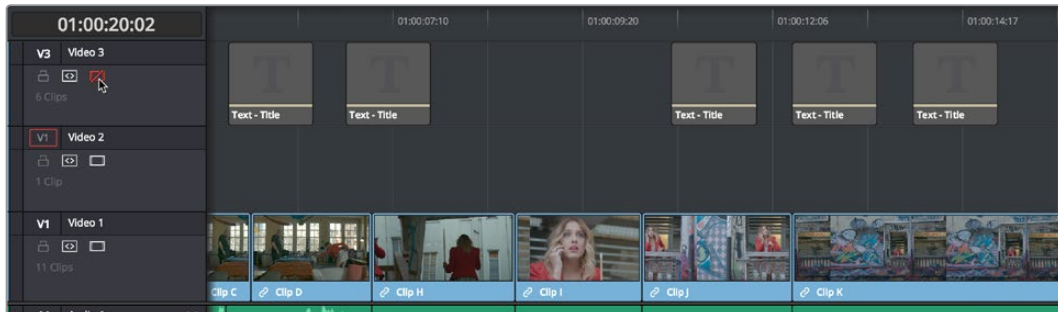 01:00:20:02
01:00:07:10
01:00:09:20
01:00:12:06
01:00:14:17
V3 Video 3
6 Clips
T T T T T
Text - Title
Text - Title
Text - Title
Text - Title
Text - Title
V1 Video 2
1 Clip
V1 Video 1
11 Clips
Clip C
Clip D
Clip H
Clip I
Clip J
Clip K